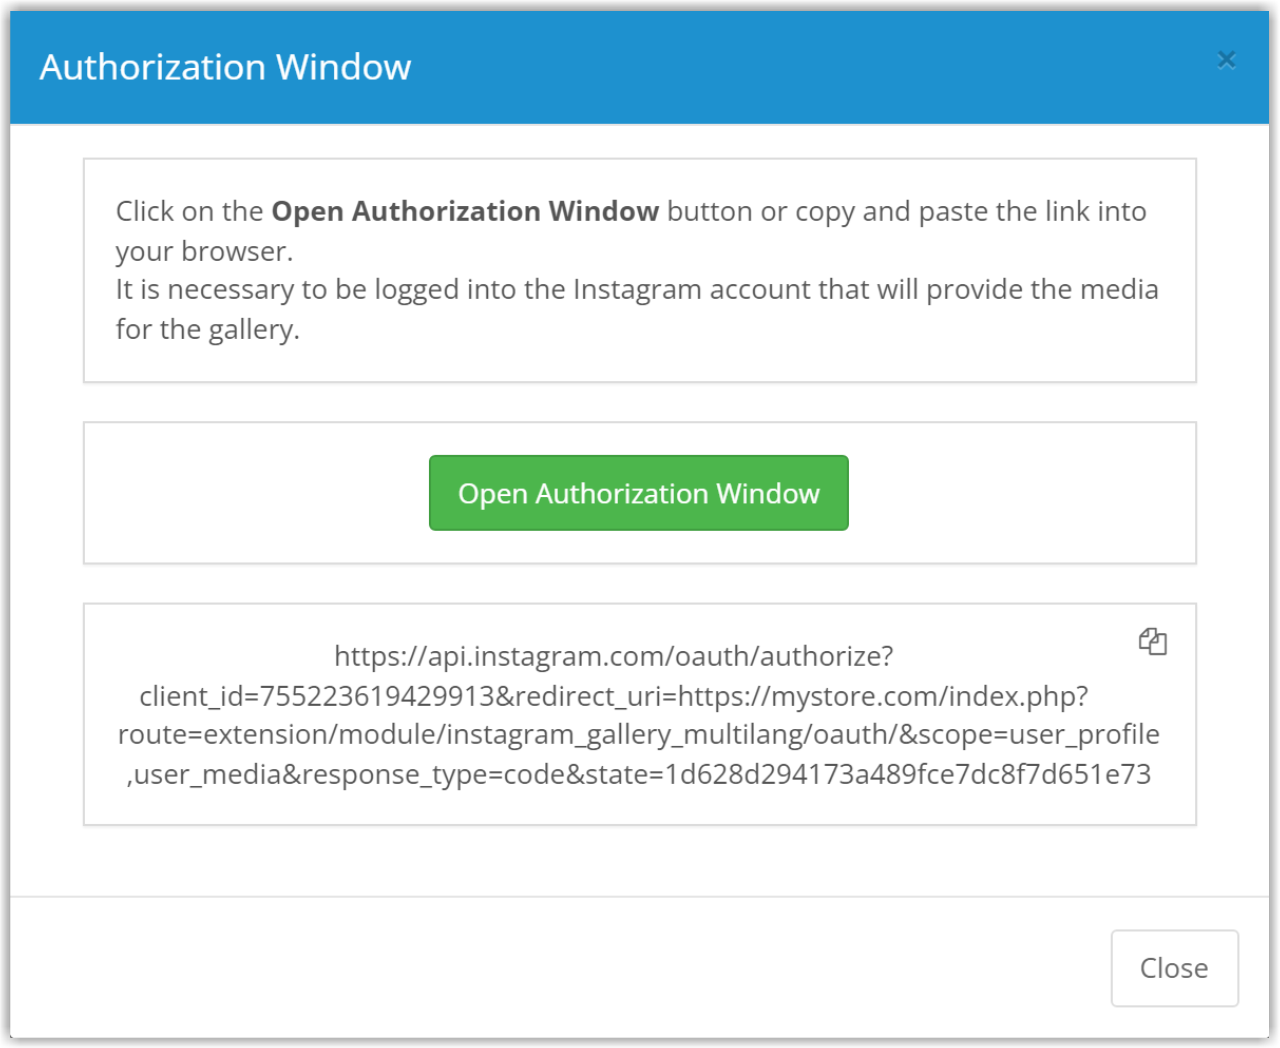 Authorization Window
×
Click on the Open Authorization Window button or copy and paste the link into
your browser.
It is necessary to be logged into the Instagram account that will provide the media
for the gallery.
Open Authorization Window
https://api.instagram.com/oauth/authorize?
client_id=755223619429913&redirect_uri=https://mystore.com/index.php?
route=extension/module/instagram_gallery_multilang/oauth/&scope=user_profile
,user_media&response_type=code&state=1d628d294173a489fce7dc8f7d651e73
Close